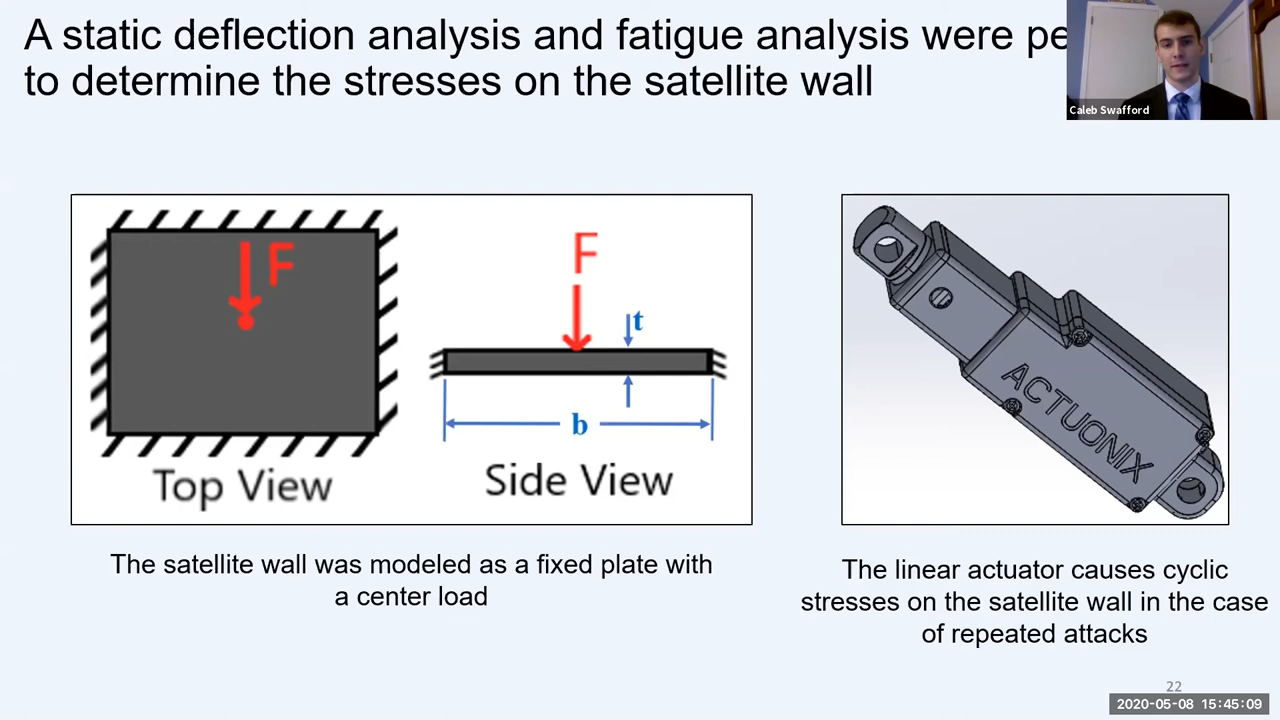 A static deflection analysis and fatigue analysis were pe
to determine the stresses on the satellite wall
Caleb Swafford
F
F
t
b
Top View
Side View
ACTUONIX
The satellite wall was modeled as a fixed plate with
a center load
The linear actuator causes cyclic
stresses on the satellite wall in the case
of repeated attacks
22
2020-05-08 15:45:09